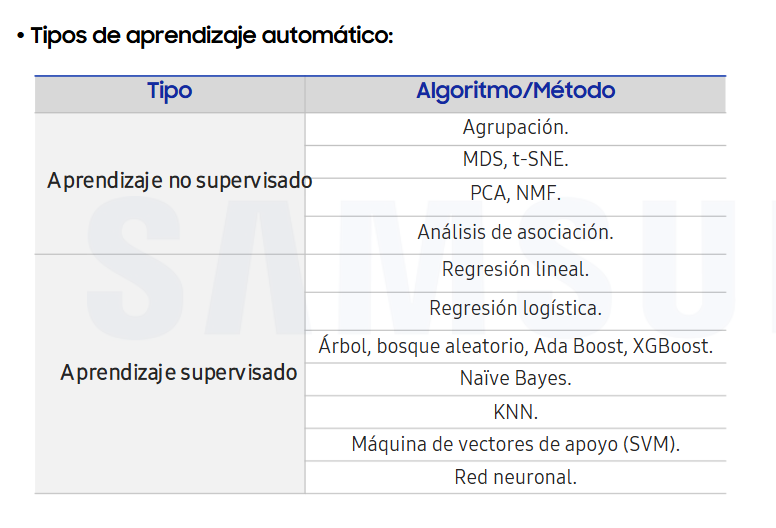 • Tipos de aprendizaje automático:
Tipo Algoritmo/Método
Aprendizaje no supervisado
Agrupación.
MDS, t-SNE.
PCA, NMF.
Análisis de asociación.
Aprendizaje supervisado
Regresión lineal.
Regresión logística.
Árbol, bosque aleatorio, Ada Boost, XGBoost.
Naïve Bayes.
KNN.
Máquina de vectores de apoyo (SVM).
Red neuronal.
SAMSU